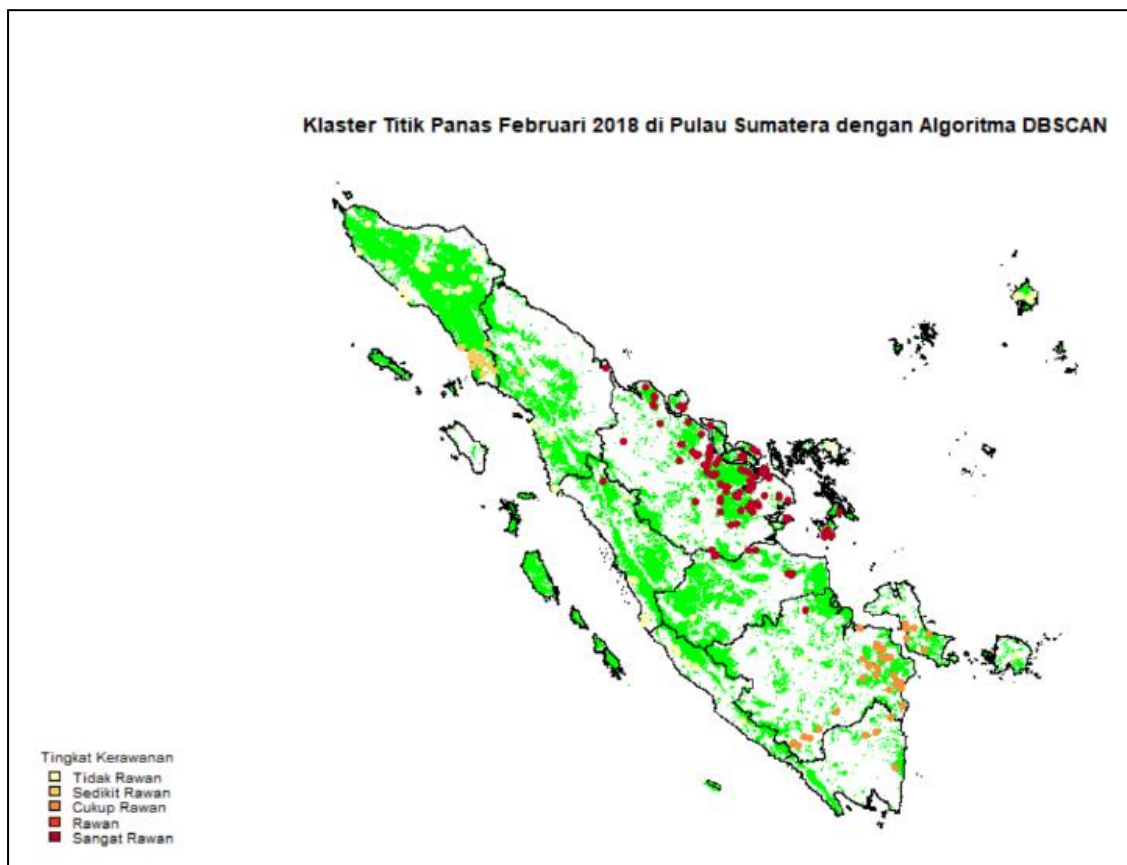 Klaster Titik Panas Februari 2018 di Pulau Sumatera dengan Algoritma DBSCAN
Tingkat Kerawanan
Tidak Rawan
Sedikit Rawan
Cukup Rawan
Rawan
Sangat Rawan